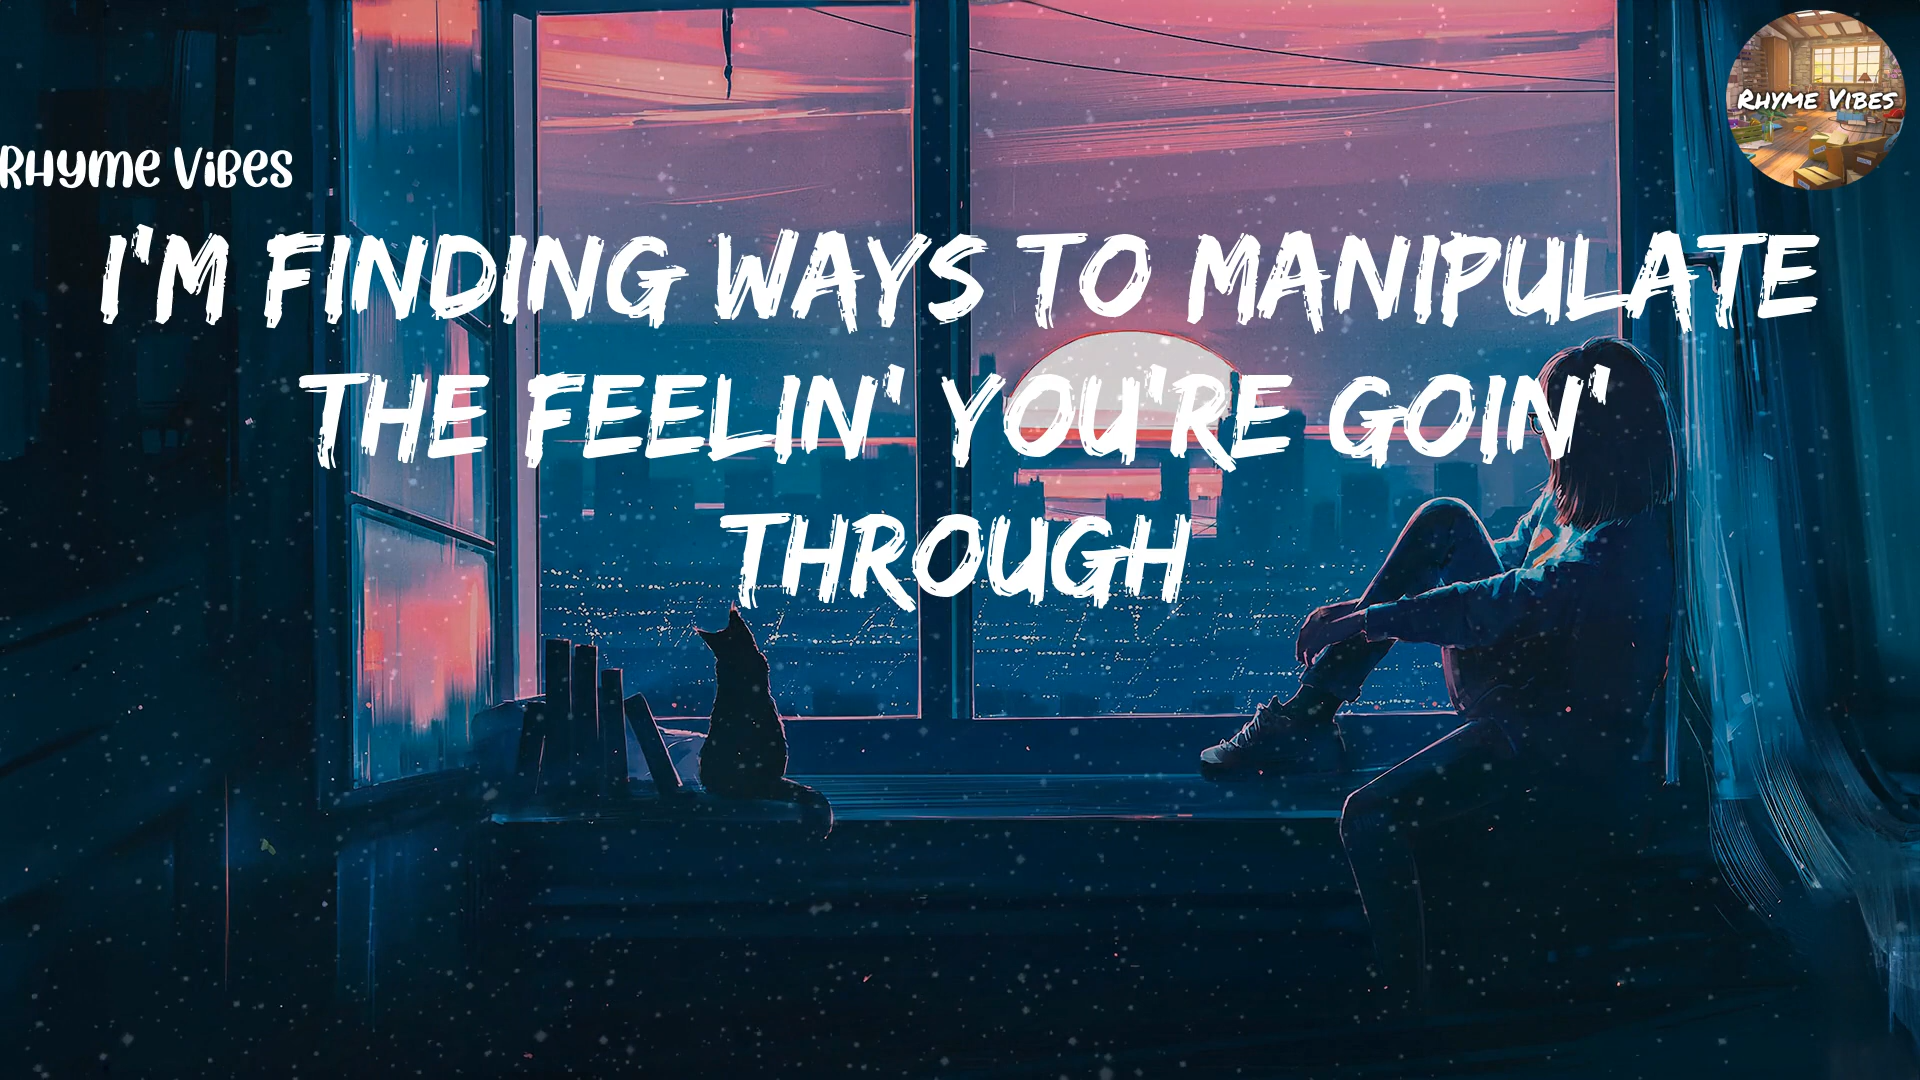 Rhyme Vibes
Rhyme Vibes
I'M FINDING WAYS TO MANIPULATE
THE FEELIN' YOU'RE GOIN'
THROUGH